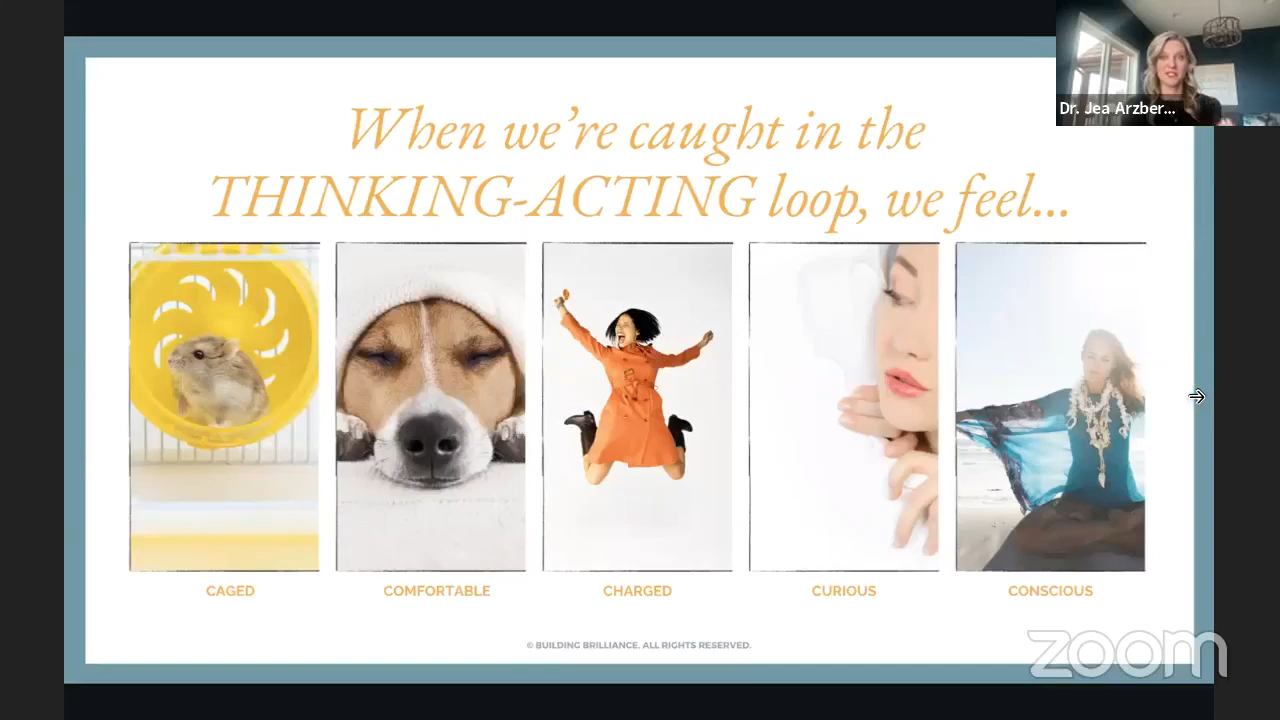 Dr. Jea Arzber...
When we're caught in the
THINKING-ACTING loop, we feel...
CAGED
COMFORTABLE
CHARGED
CURIOUS
CONSCIOUS
© BUILDING BRILLIANCE. ALL RIGHTS RESERVED.
zoom